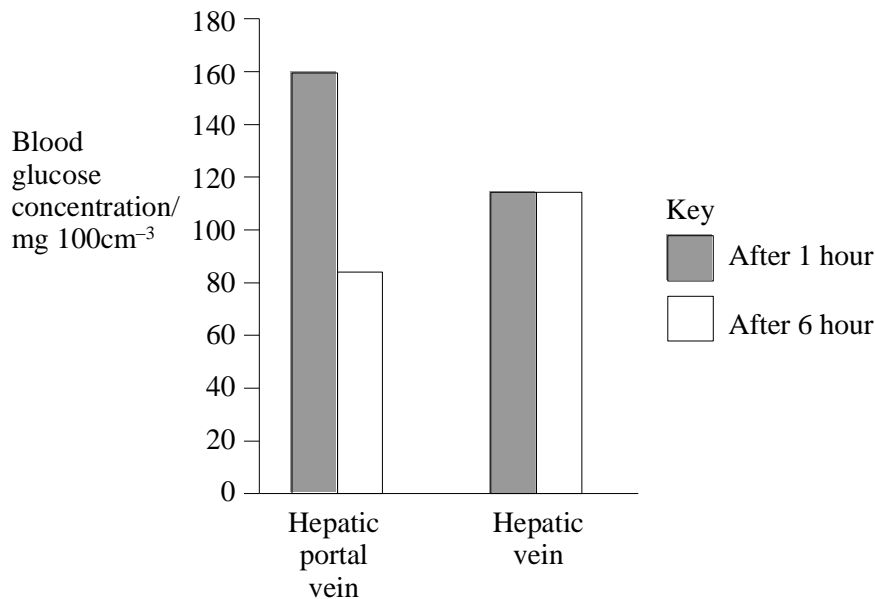 180
160
140
120
100
80
60
40
20
0
Blood
glucose
concentration/
mg 100cm⁻³
Hepatic
portal
vein
Hepatic
vein
Key
After 1 hour
After 6 hour